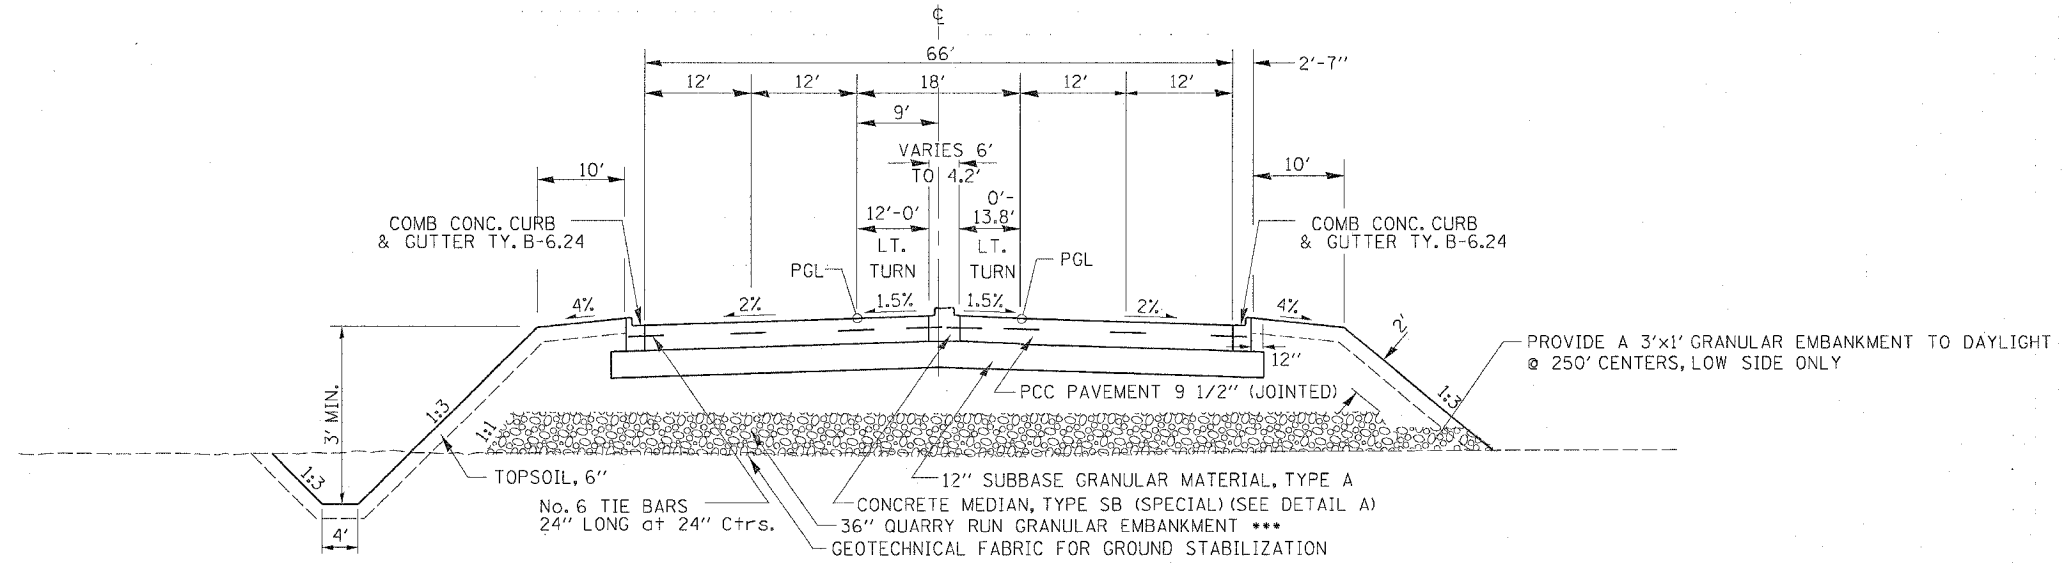 ℄
66'
2'-7"
12'
12'
18'
12'
12'
9'
VARIES 6'
TO 4.2'
10'
10'
12'-0'
0'-
13.8'
COMB CONC. CURB
& GUTTER TY. B-6.24
COMB CONC. CURB
& GUTTER TY. B-6.24
LT.
TURN
LT.
TURN
PGL
PGL
4%
2%
1.5%
1.5%
2%
4%
2'
PROVIDE A 3'x1' GRANULAR EMBANKMENT TO DAYLIGHT
@ 250' CENTERS, LOW SIDE ONLY
12"
3' MIN.
1:3
1:3
PCC PAVEMENT 9 1/2" (JOINTED)
1:1
1:3
TOPSOIL, 6"
12" SUBBASE GRANULAR MATERIAL, TYPE A
No. 6 TIE BARS
24" LONG at 24" Ctrs.
CONCRETE MEDIAN, TYPE SB (SPECIAL) (SEE DETAIL A)
36" QUARRY RUN GRANULAR EMBANKMENT ***
4'
GEOTECHNICAL FABRIC FOR GROUND STABILIZATION